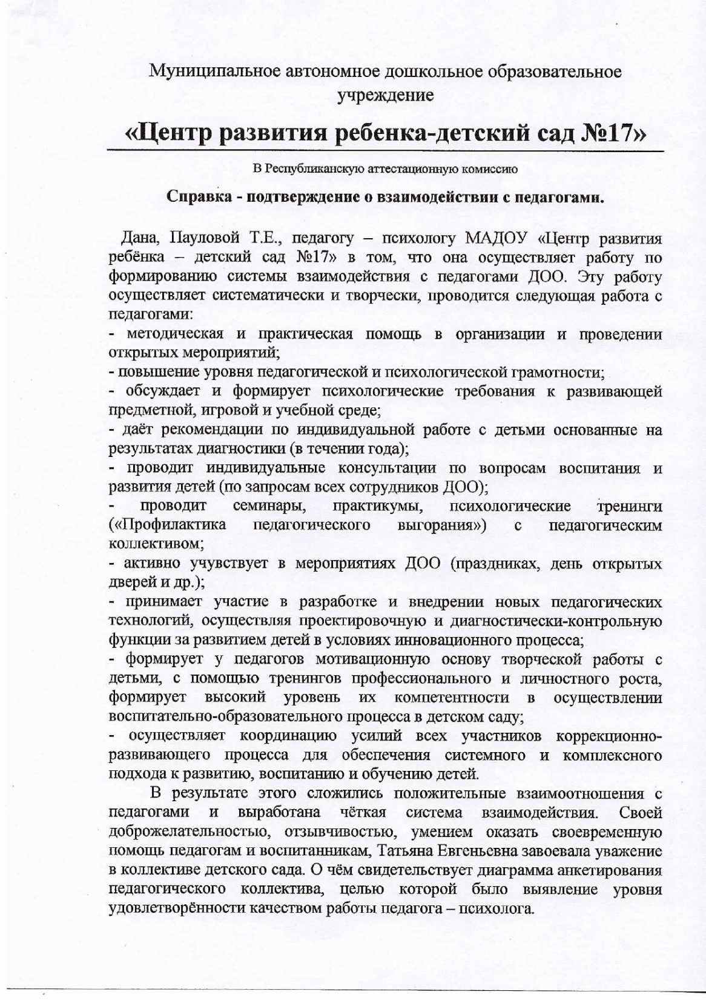 Муниципальное автономное дошкольное образовательное
учреждение
«Центр развития ребенка-детский сад №17»
В Республиканскую аттестационную комиссию
Справка - подтверждение о взаимодействии с педагогами.
Дана, Пауловой Т.Е., педагогу – психологу МАДОУ «Центр развития
ребёнка – детский сад №17» в том, что она осуществляет работу по
формированию системы взаимодействия с педагогами ДОО. Эту работу
осуществляет систематически и творчески, проводится следующая работа с
педагогами:
- методическая и практическая помощь в организации и проведении
открытых мероприятий;
- повышение уровня педагогической и психологической грамотности;
- обсуждает и формирует психологические требования к развивающей
предметной, игровой и учебной среде;
- даёт рекомендации по индивидуальной работе с детьми основанные на
результатах диагностики (в течении года);
- проводит индивидуальные консультации по вопросам воспитания и
развития детей (по запросам всех сотрудников ДОО);
- проводит семинары, практикумы, психологические тренинги
(«Профилактика педагогического выгорания») с педагогическим
коллективом;
- активно учувствует в мероприятиях ДОО (праздниках, день открытых
дверей и др.);
- принимает участие в разработке и внедрении новых педагогических
технологий, осуществляя проектировочную и диагностически-контрольную
функции за развитием детей в условиях инновационного процесса;
- формирует у педагогов мотивационную основу творческой работы с
детьми, с помощью тренингов профессионального и личностного роста,
формирует высокий уровень их компетентности в осуществлении
воспитательно-образовательного процесса в детском саду;
- осуществляет координацию усилий всех участников коррекционно-
развивающего процесса для обеспечения системного и комплексного
подхода к развитию, воспитанию и обучению детей.
В результате этого сложились положительные взаимоотношения с
педагогами и выработана чёткая система взаимодействия. Своей
доброжелательностью, отзывчивостью, умением оказать своевременную
помощь педагогам и воспитанникам, Татьяна Евгеньевна завоевала уважение
в коллективе детского сада. О чём свидетельствует диаграмма анкетирования
педагогического коллектива, целью которой было выявление уровня
удовлетворённости качеством работы педагога – психолога.